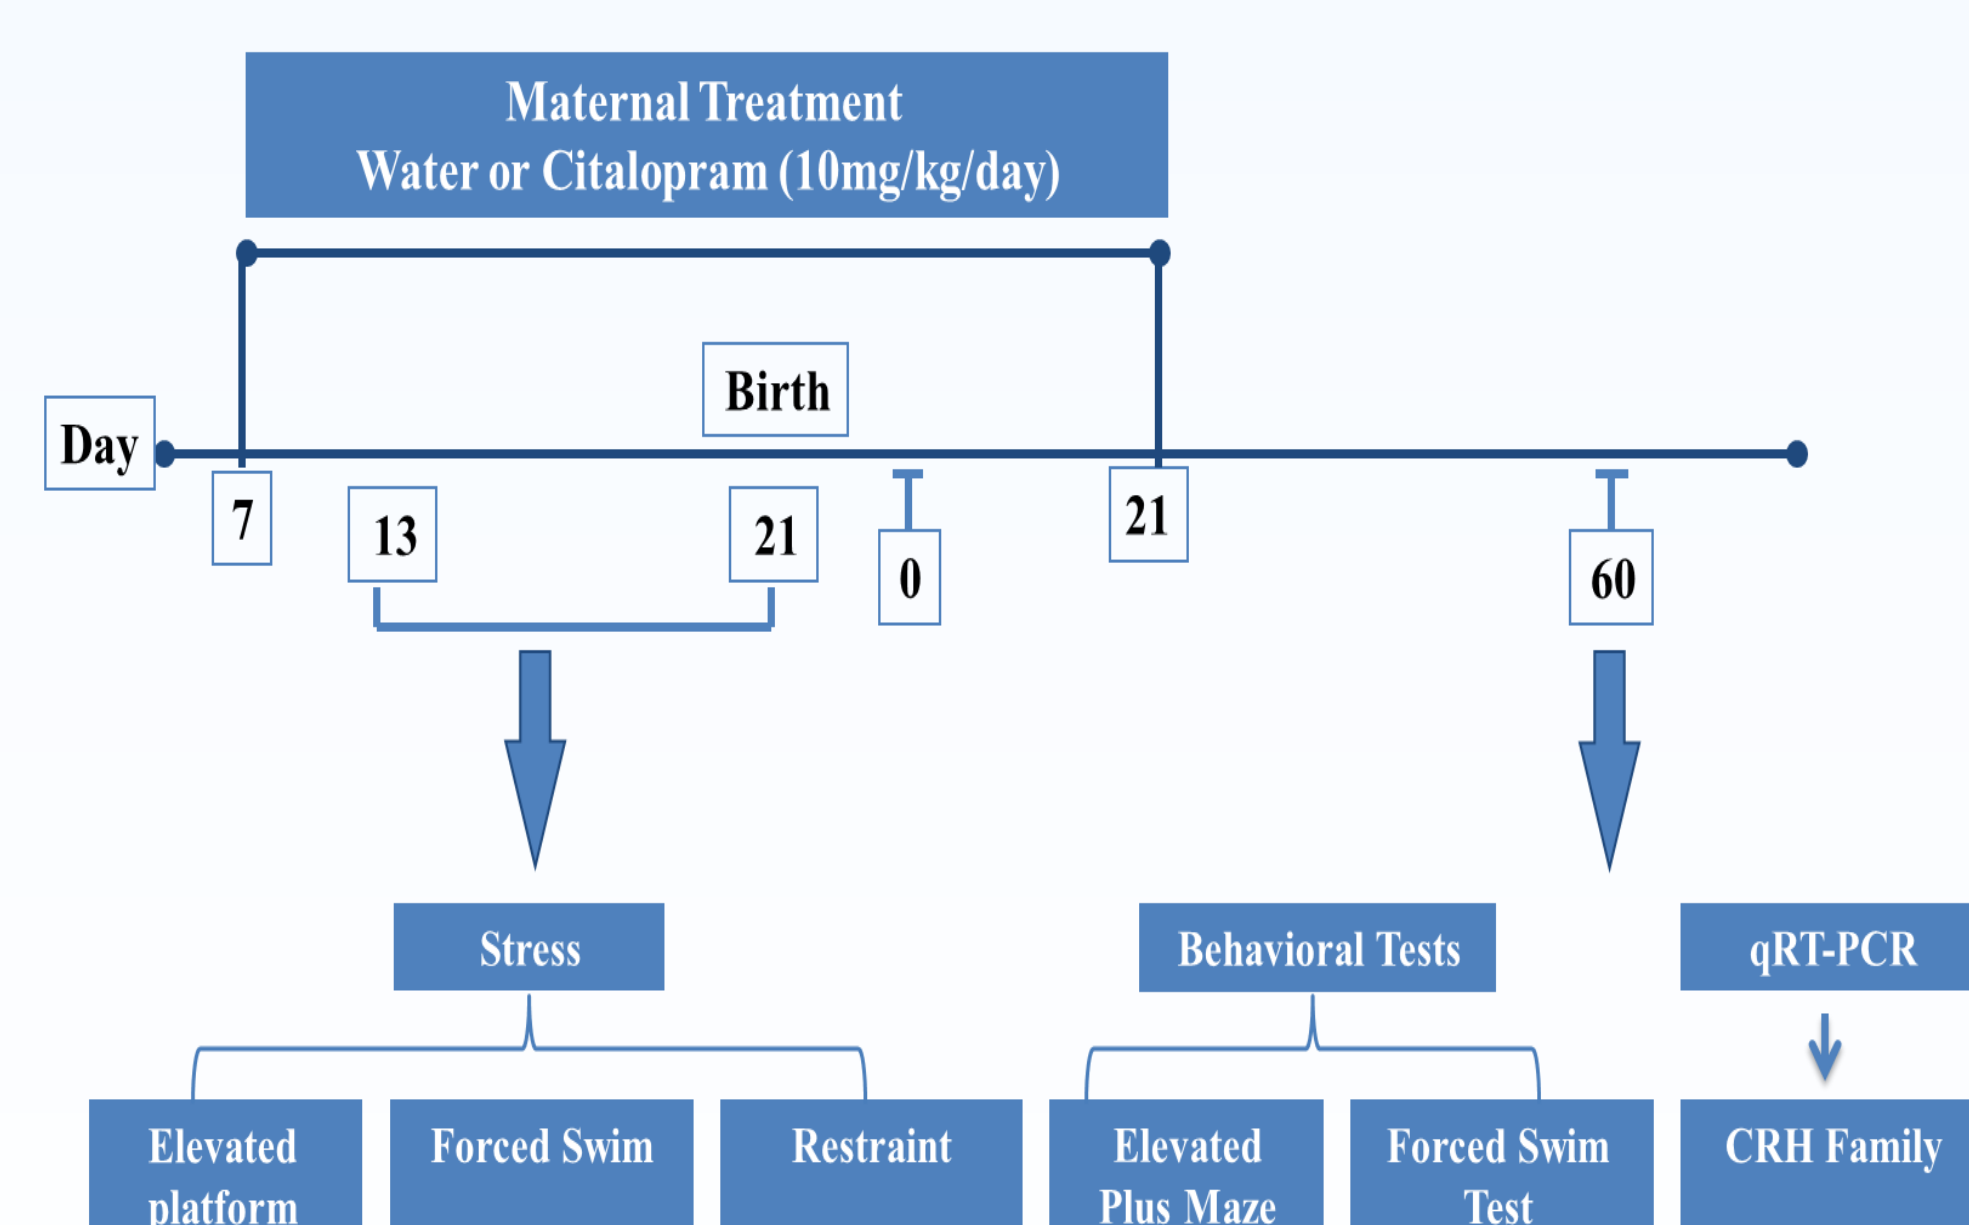 Maternal Treatment
Water or Citalopram (10mg/kg/day)
Birth
Day
7
13
21
0
21
60
Stress
Behavioral Tests
qRT-PCR
Elevated
platform
Forced Swim
Restraint
Elevated
Plus Maze
Forced Swim
Test
CRH Family